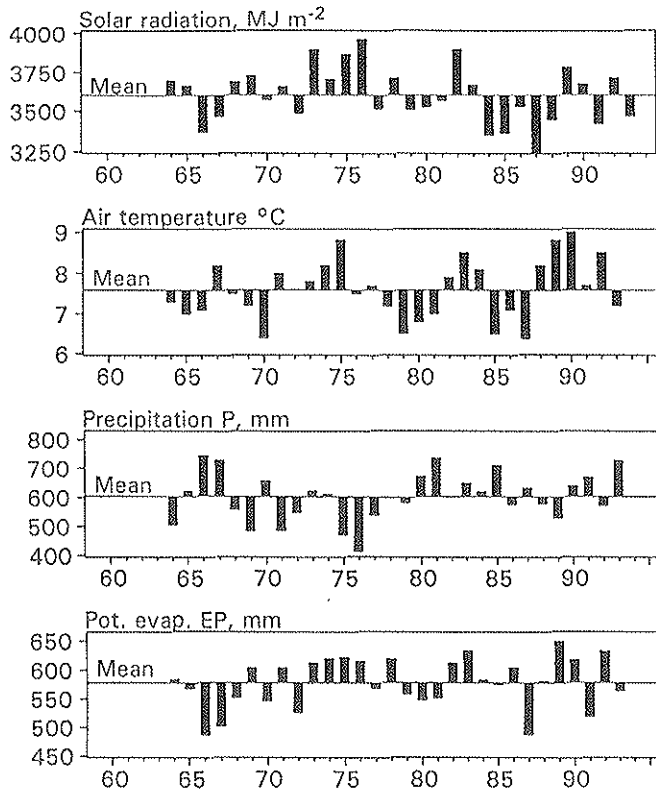 Solar radiation, MJ m-2
4000
3750
Mean
3500
3250
60 65 70 75 80 85 90
Air temperature ºC
9
8
Mean
7
6
60 65 70 75 80 85 90
Precipitation P, mm
800
700
600 Mean
500
400
60 65 70 75 80 85 90
Pot. evap. EP, mm
650
600 Mean
550
500
450
60 65 70 75 80 85 90